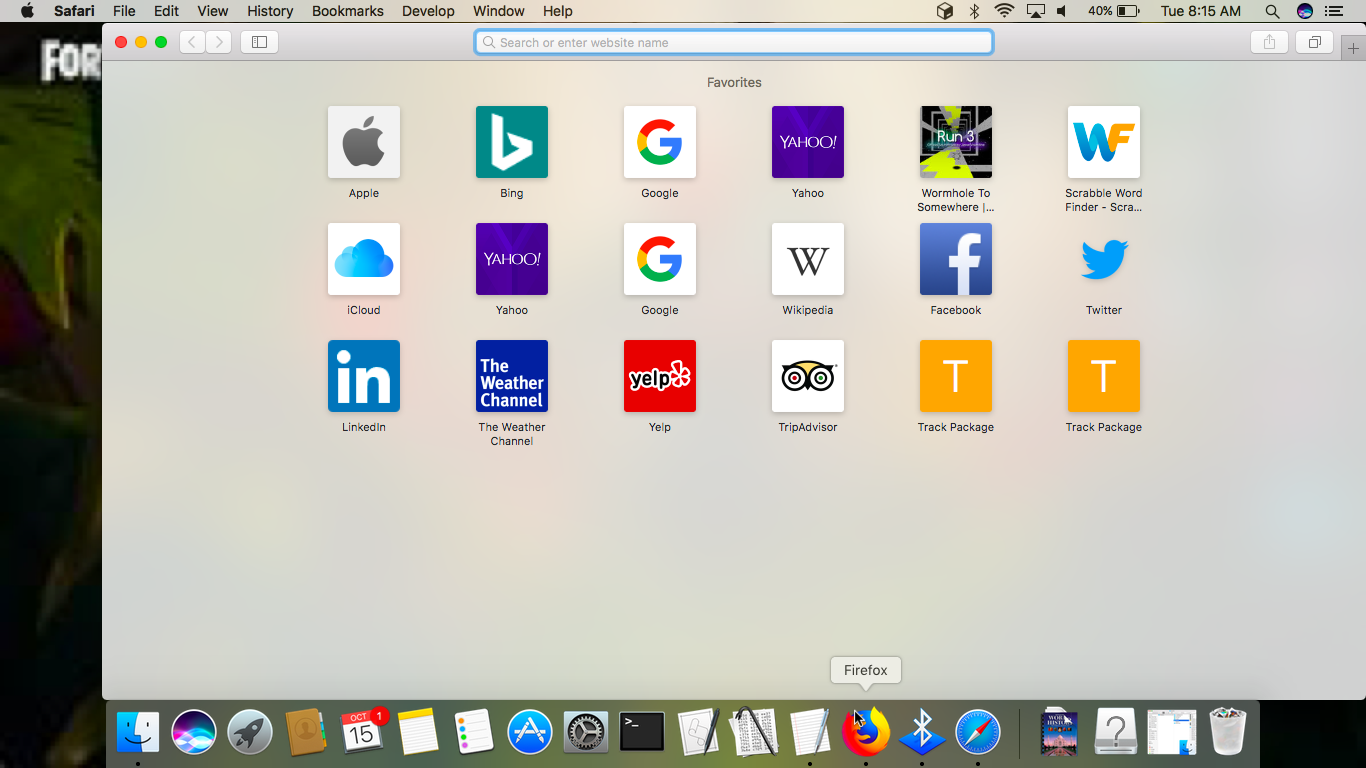 Safari File Edit View History Bookmarks Develop Window Help 40% Tue 8:15 AM
FOR
Search or enter website name
Favorites
Apple
Bing
Google
YAHOO!
Yahoo
Run 3
Wormhole To
Somewhere |...
WF
Scrabble Word
Finder - Scra...
iCloud
YAHOO!
Yahoo
Google
W
Wikipedia
f
Facebook
Twitter
in
LinkedIn
The
Weather
Channel
The Weather
Channel
yelp
Yelp
TripAdvisor
T
Track Package
T
Track Package
Firefox
OCT
1
15
>_
?